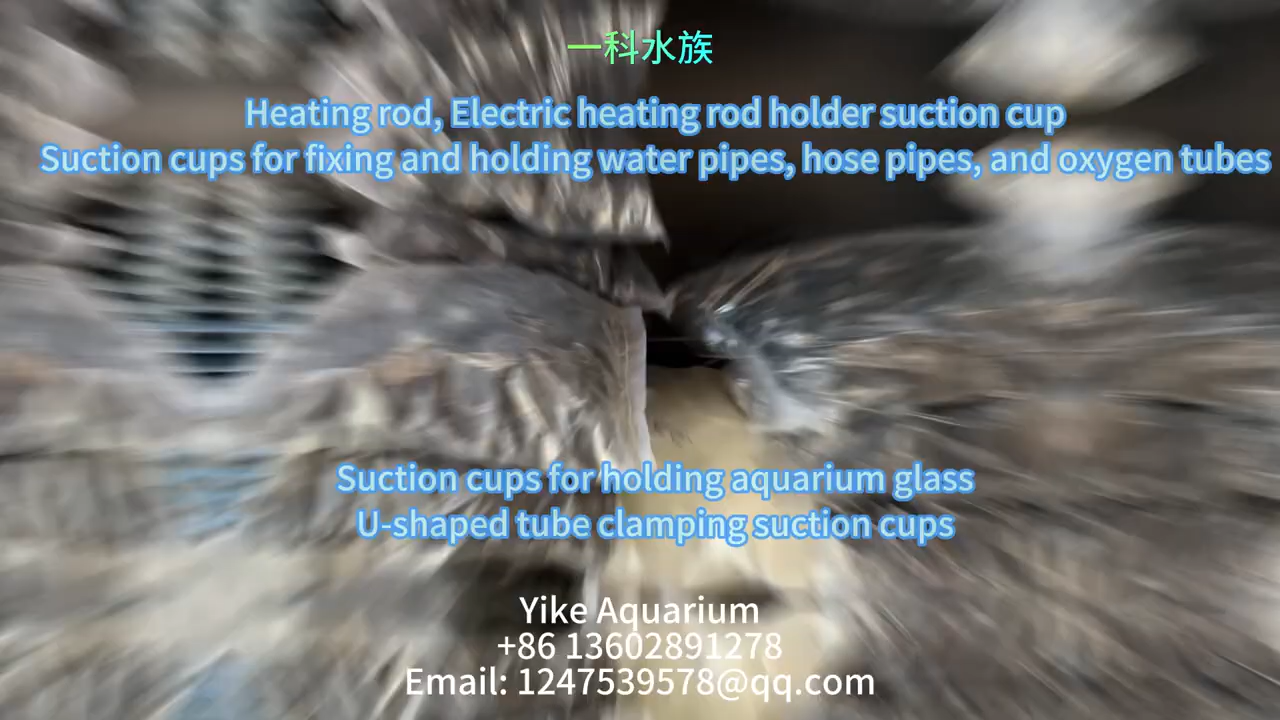 一科水族
Heating rod, Electric heating rod holder suction cup
Suction cups for fixing and holding water pipes, hose pipes, and oxygen tubes
Suction cups for holding aquarium glass
U-shaped tube clamping suction cups
Yike Aquarium
+86 13602891278
Email: 1247539578@qq.com